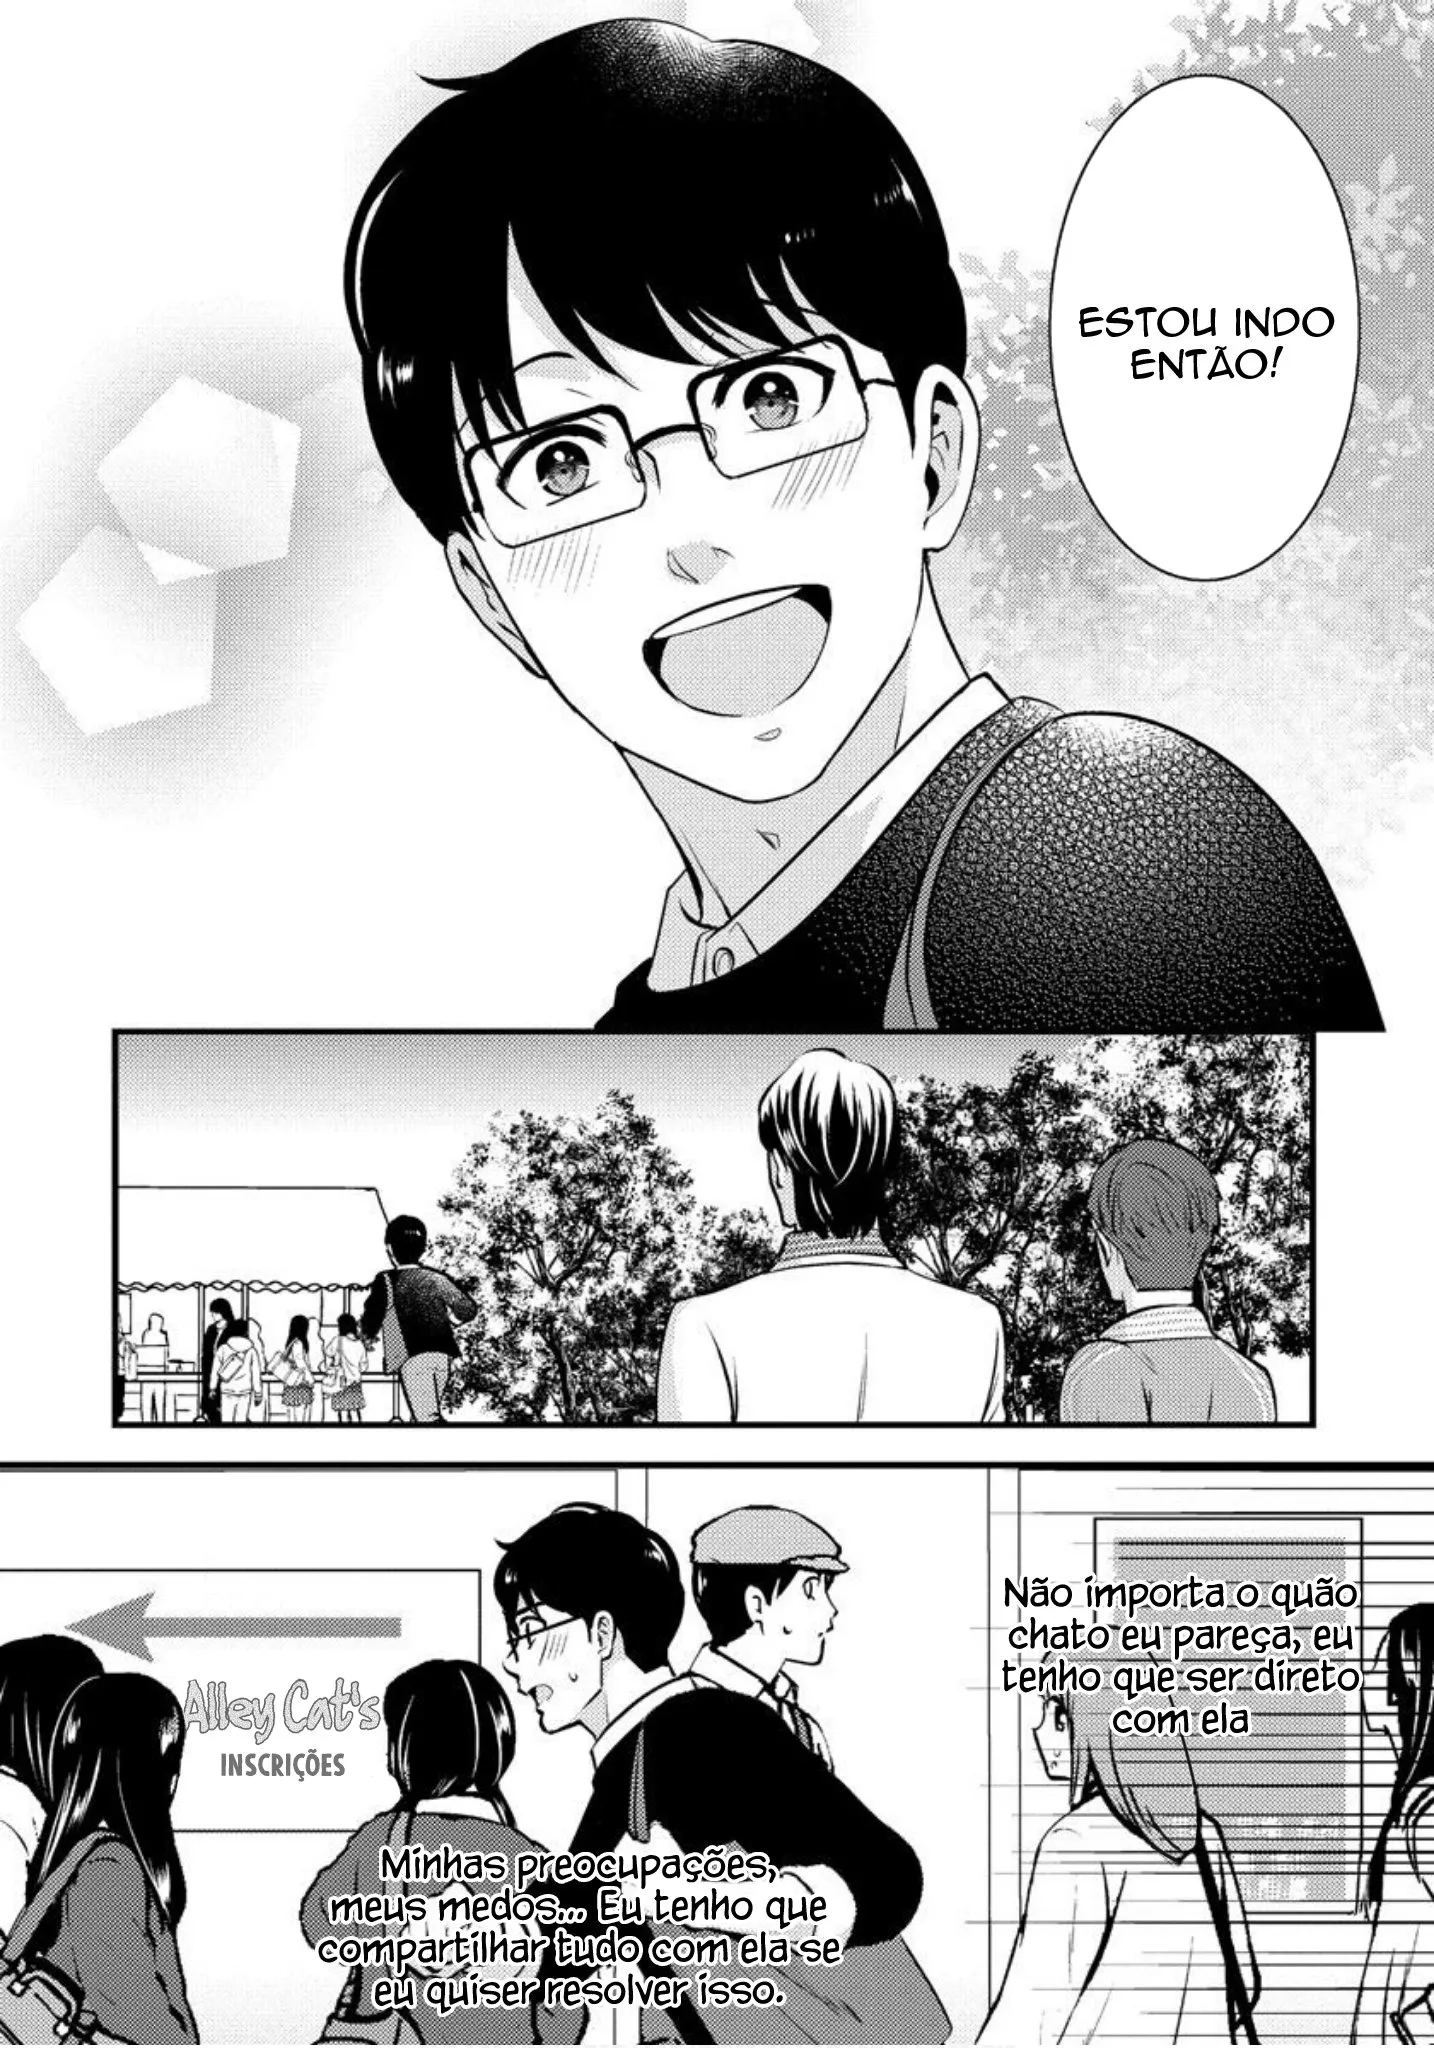 ESTOU INDO
ENTÃO!
Não importa o quão
chato eu pareça, eu
tenho que ser direto
com ela
Alley Cat's
INSCRIÇÕES
Minhas preocupações,
meus medos... Eu tenho que
compartilhar tudo com ela se
eu quiser resolver isso.